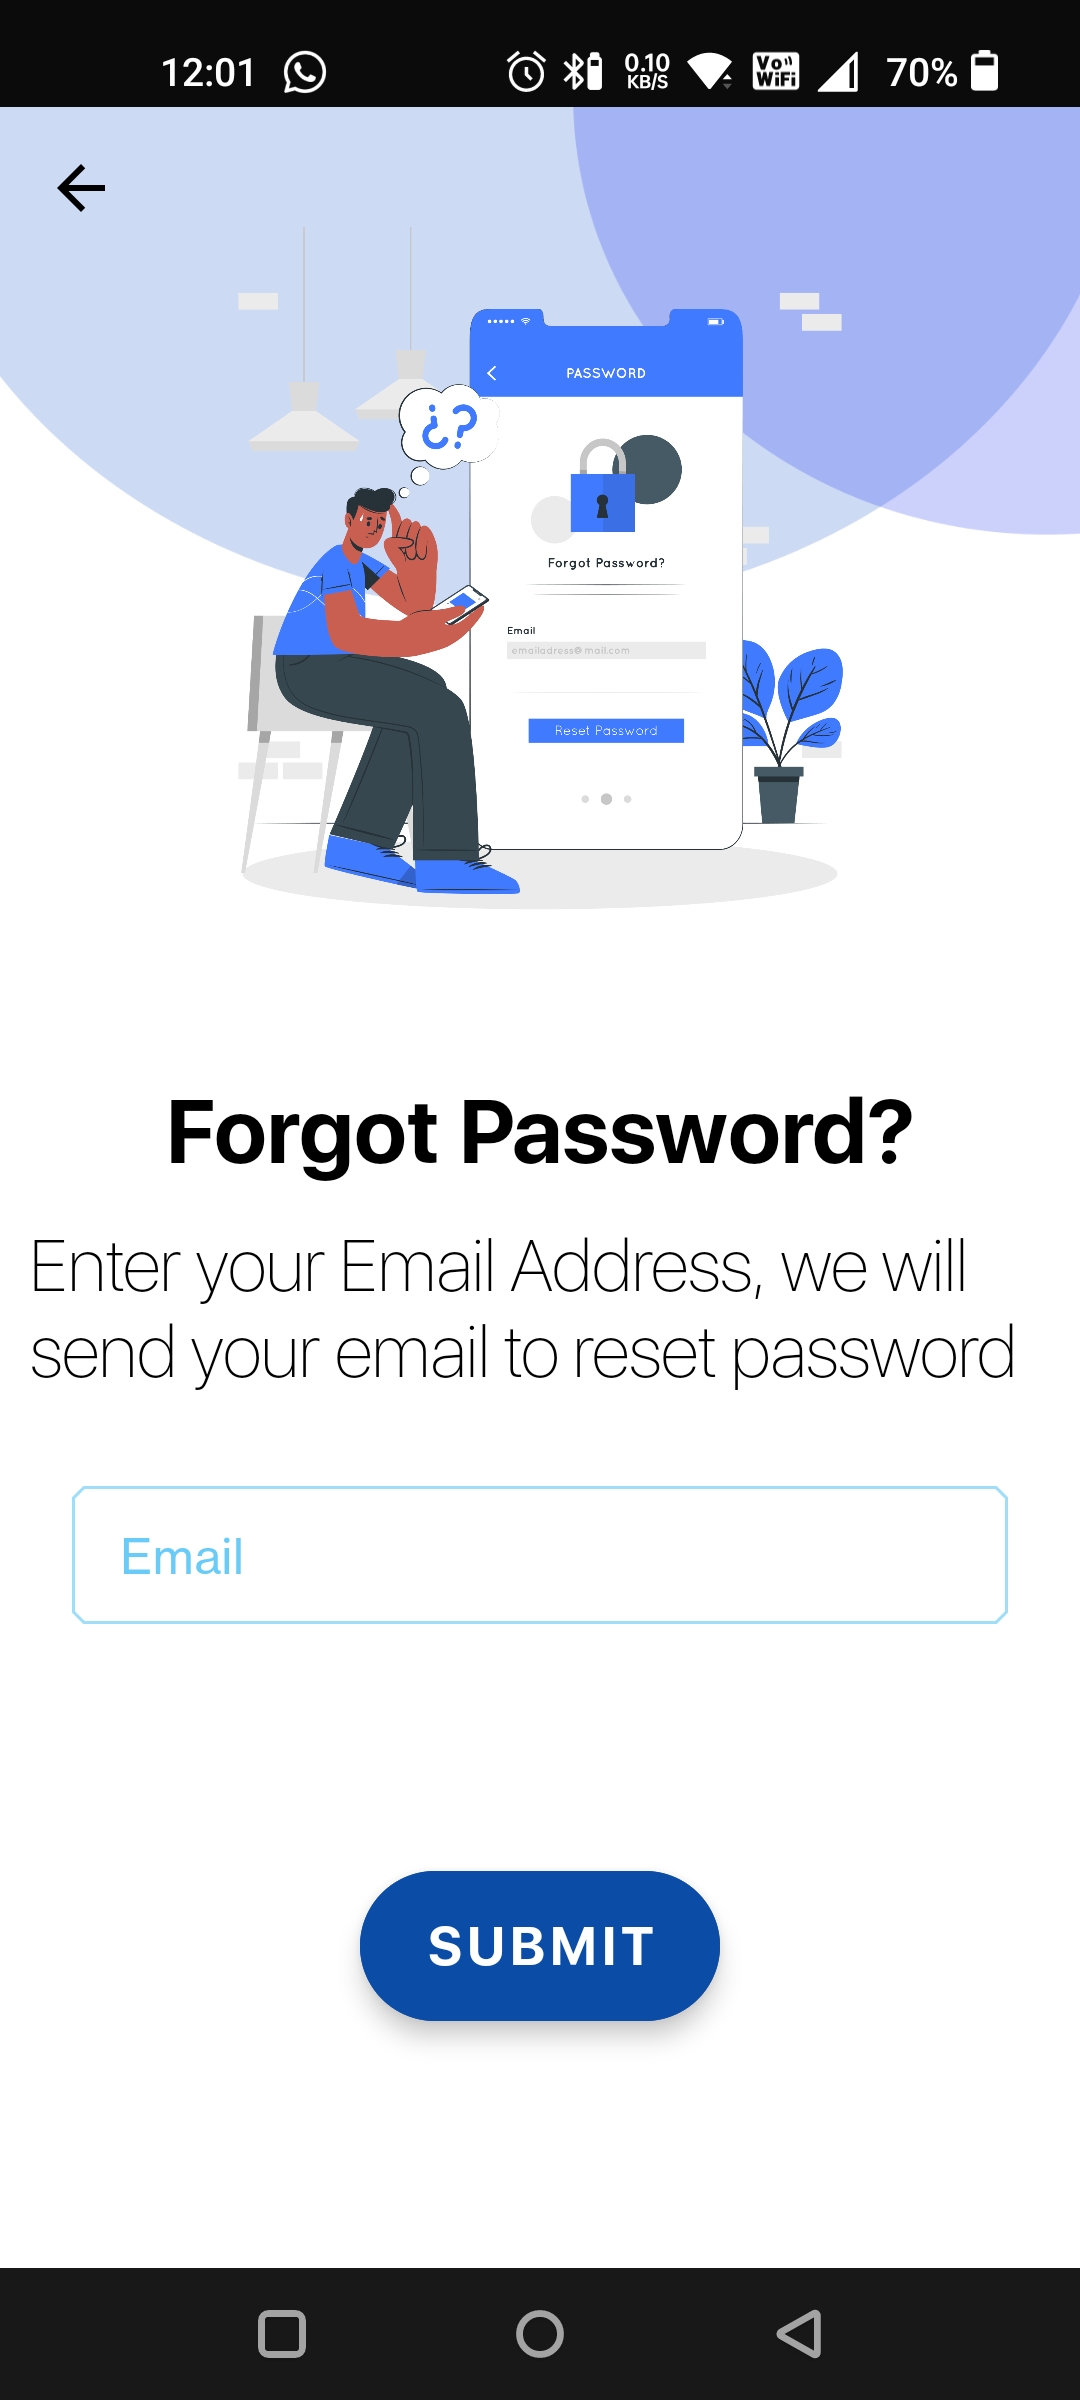 12:01
0.10
KB/S
Vo
WiFi
70%
PASSWORD
¿?
Forgot Password?
Email
emailadress@mail.com
Reset Password
Forgot Password?
Enter your Email Address, we will
send your email to reset password
Email
SUBMIT